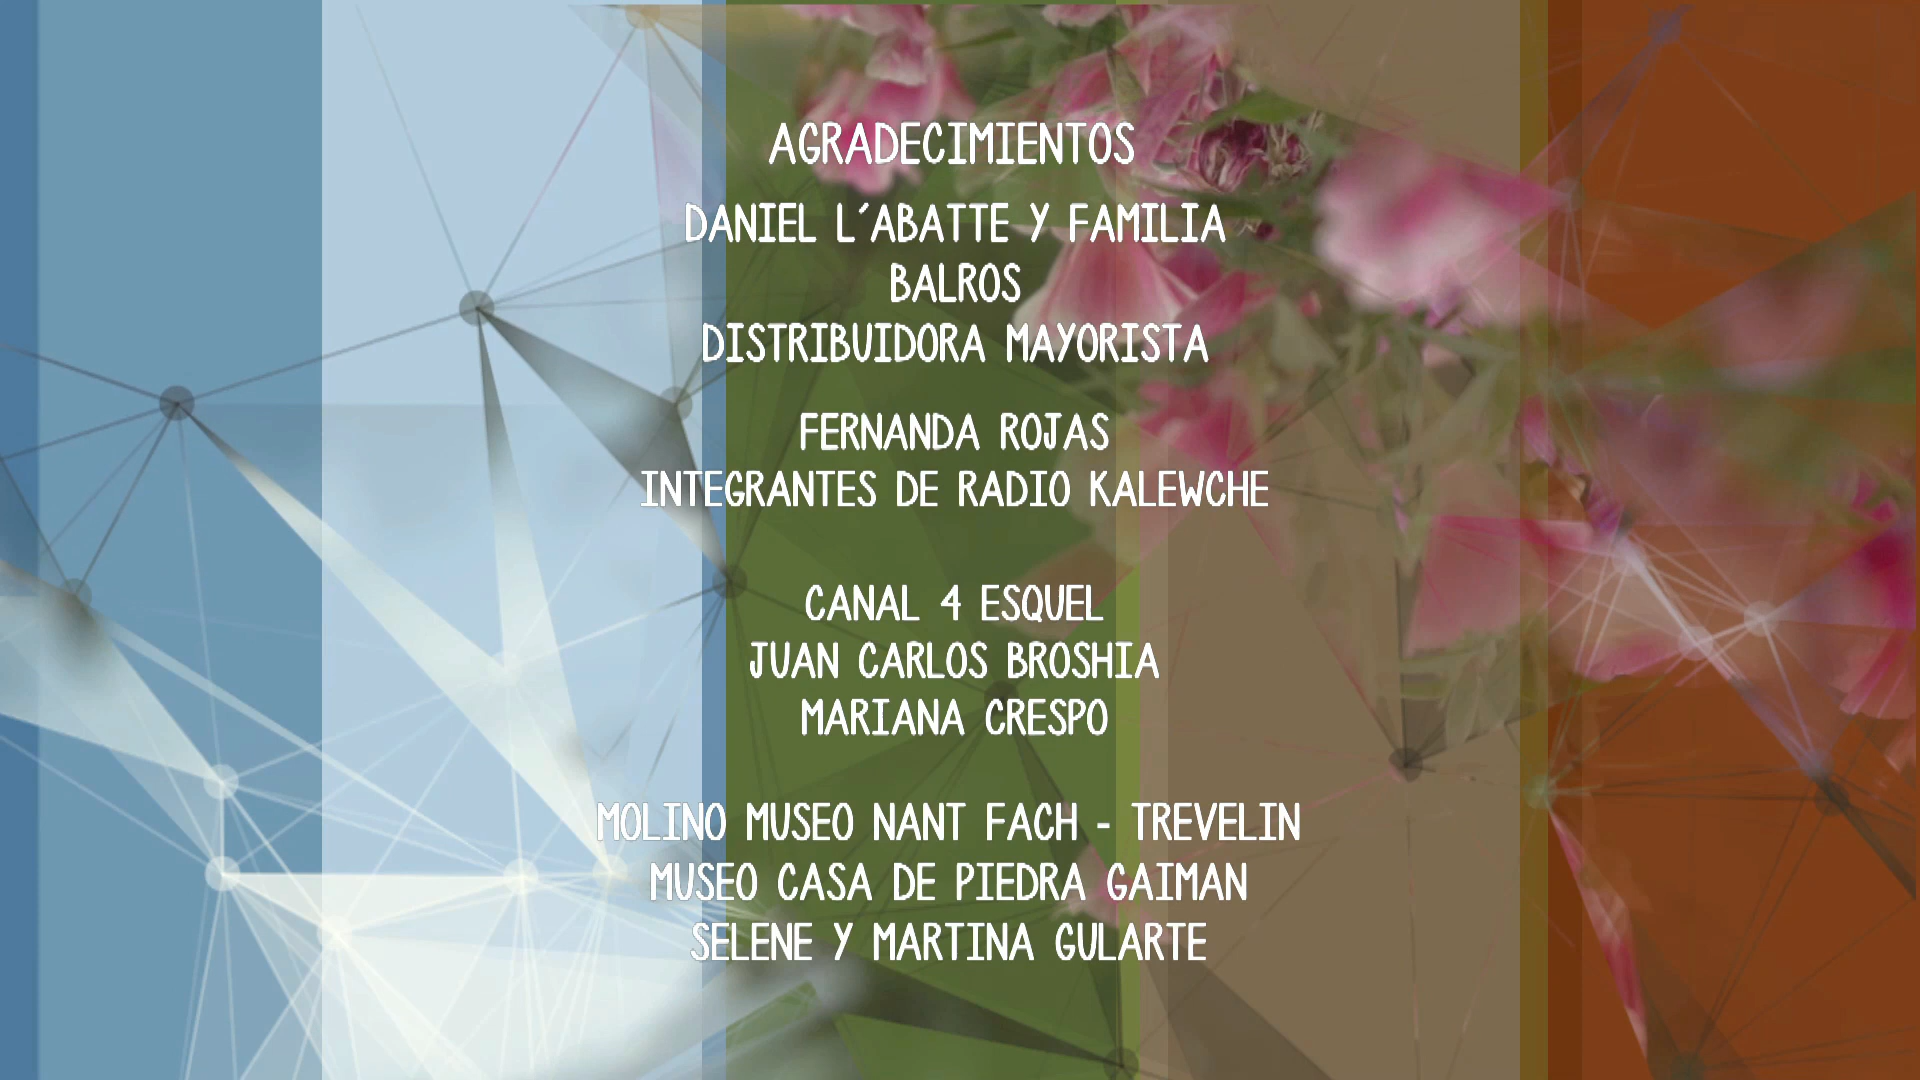 AGRADECIMIENTOS
DANIEL L´ABATTE Y FAMILIA
BALROS
DISTRIBUIDORA MAYORISTA
FERNANDA ROJAS
INTEGRANTES DE RADIO KALEWCHE
CANAL 4 ESQUEL
JUAN CARLOS BROSHIA
MARIANA CRESPO
MOLINO MUSEO NANT FACH - TREVELIN
MUSEO CASA DE PIEDRA GAIMAN
SELENE Y MARTINA GULARTE